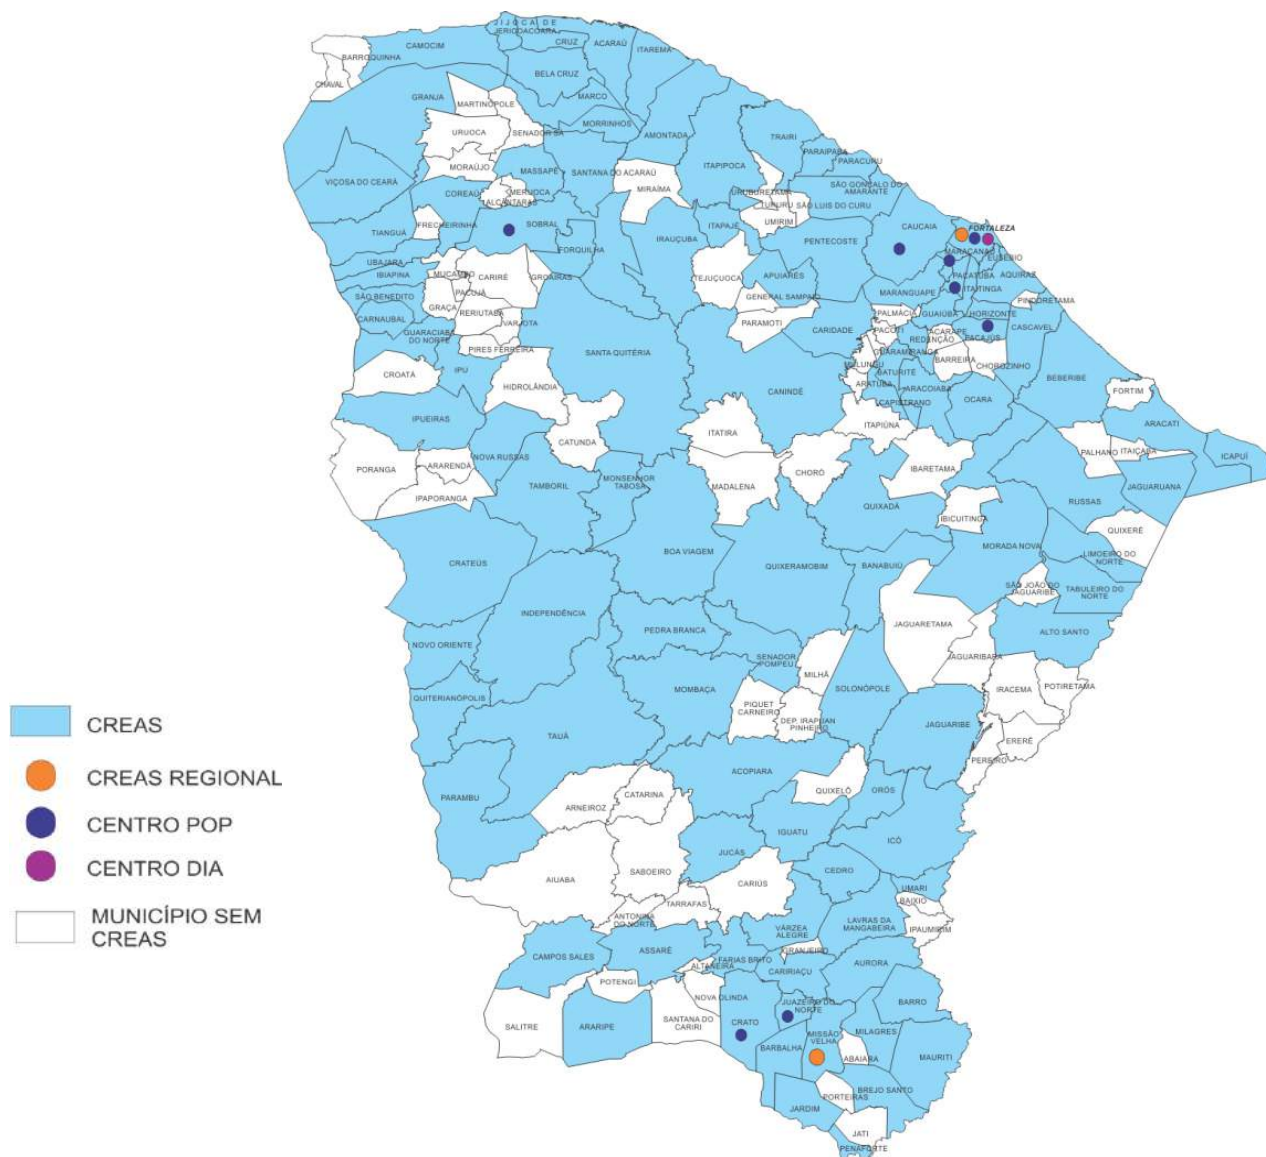 JIJOCA DE
JERICOACOARA
CRUZ
ACARAÚ
ITAREMA
CAMOCIM
BARROQUINHA
CHAVAL
BELA CRUZ
MARCO
GRANJA
MARTINÓPOLE
MORRINHOS
URUOCA
SENADOR SÁ
AMONTADA
TRAIRI
PARAIPABA
PARACURU
MORAÚJO
MASSAPÊ
SANTANA DO ACARAÚ
ITAPIPOCA
VIÇOSA DO CEARÁ
COREAÚ
MERUOCA
ALCÂNTARAS
MIRAÍMA
URUBURETAMA
TURURU
SÃO GONÇALO DO
AMARANTE
SÃO LUIS DO CURU
UMIRIM
FRECHEIRINHA
SOBRAL
TIANGUÁ
FORQUILHA
IRAUÇUBA
ITAPAJÉ
PENTECOSTE
CAUCAIA
FORTALEZA
MARACANAÚ
EUSÉBIO
UBAJARA
IBIAPINA
MUCAMBO
CARIRÉ
GROAÍRAS
TEJUÇUOCA
APUIARÉS
PACATUBA
AQUIRAZ
ITAITINGA
SÃO BENEDITO
PACUJÁ
GRAÇA
GENERAL SAMPAIO
MARANGUAPE
PINDORETAMA
CARNAUBAL
RERIUTABA
VARJOTA
PARAMOTI
CARIDADE
PALMÁCIA
GUAIÚBA
HORIZONTE
CASCAVEL
GUARACIABA
DO NORTE
PIRES FERREIRA
SANTA QUITÉRIA
PACOTI
REDENÇÃO
ACARAPE
PACAJUS
GUARAMIRANGA
BARREIRA
CHOROZINHO
MULUNGU
BATURITÉ
CROATÁ
IPU
HIDROLÂNDIA
CANINDÉ
ARATUBA
ARACOIABA
BEBERIBE
FORTIM
CAPISTRANO
OCARA
IPUEIRAS
CATUNDA
ITATIRA
ITAPIÚNA
ARACATI
PORANGA
ARARENDA
NOVA RUSSAS
CHORÓ
IBARETAMA
PALHANO
ITAIÇABA
ICAPUÍ
IPAPORANGA
TAMBORIL
MONSENHOR
TABOSA
MADALENA
QUIXADÁ
IBICUITINGA
RUSSAS
JAGUARUANA
QUIXERÉ
CRATEÚS
BOA VIAGEM
QUIXERAMOBIM
BANABUIÚ
MORADA NOVA
LIMOEIRO DO
NORTE
SÃO JOÃO DO
JAGUARIBE
TABULEIRO DO
NORTE
INDEPENDÊNCIA
JAGUARETAMA
PEDRA BRANCA
ALTO SANTO
NOVO ORIENTE
SENADOR
POMPEU
JAGUARIBARA
MILHÃ
QUITERIANÓPOLIS
MOMBAÇA
SOLONÓPOLE
IRACEMA
POTIRETAMA
PIQUET
CARNEIRO
DEP. IRAPUAN
PINHEIRO
CREAS
TAUÁ
JAGUARIBE
ERERÊ
PEREIRO
CREAS REGIONAL
PARAMBU
ACOPIARA
ARNEIROZ
CATARINA
QUIXELÔ
ORÓS
CENTRO POP
IGUATU
ICÓ
CENTRO DIA
JUCÁS
AIUABA
SABOEIRO
CARIÚS
CEDRO
UMARI
BAIXIO
MUNICÍPIO SEM
CREAS
TARRAFAS
ANTONINA
DO NORTE
VÁRZEA
ALEGRE
LAVRAS DA
MANGABEIRA
IPAUMIRIM
CAMPOS SALES
ASSARÉ
GRANJEIRO
ALTANEIRA
FARIAS BRITO
AURORA
POTENGI
CARIRIAÇU
NOVA OLINDA
JUAZEIRO DO
NORTE
BARRO
SALITRE
ARARIPE
SANTANA DO
CARIRI
CRATO
MISSÃO
VELHA
MILAGRES
BARBALHA
ABAIARA
MAURITI
PORTEIRAS
BREJO SANTO
JARDIM
JATI
PENAFORTE